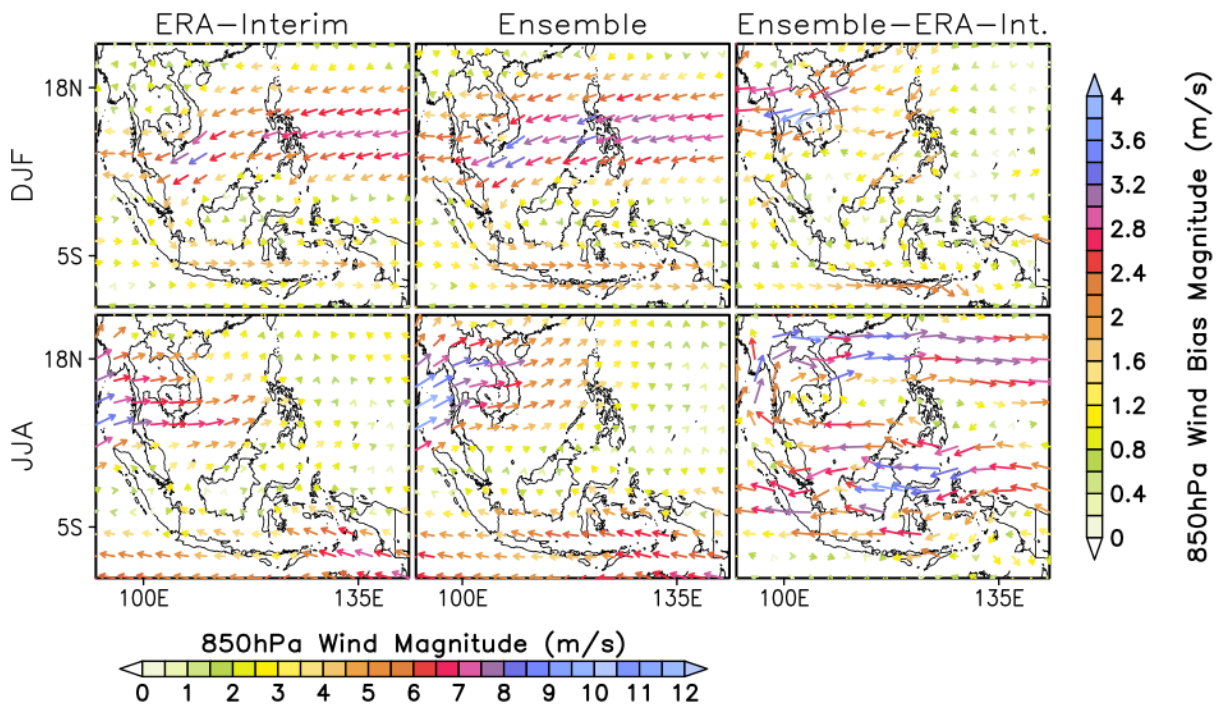 ERA−Interim Ensemble Ensemble−ERA−Int.
DJF
18N
5S
JJA
18N
5S
100E 135E 100E 135E 100E 135E
850hPa Wind Magnitude (m/s)
0 1 2 3 4 5 6 7 8 9 10 11 12
4
3.6
3.2
2.8
2.4
2
1.6
1.2
0.8
0.4
0
850hPa Wind Bias Magnitude (m/s)